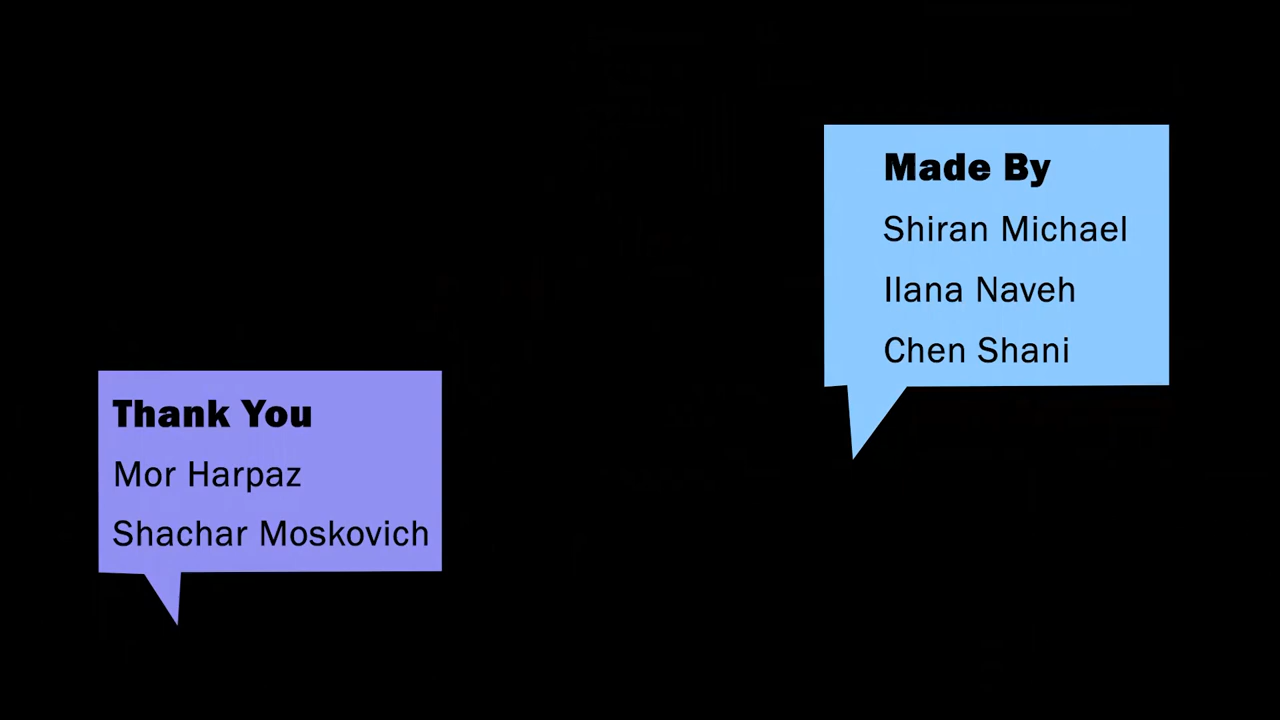 Made By
Shiran Michael
Ilana Naveh
Chen Shani
Thank You
Mor Harpaz
Shachar Moskovich